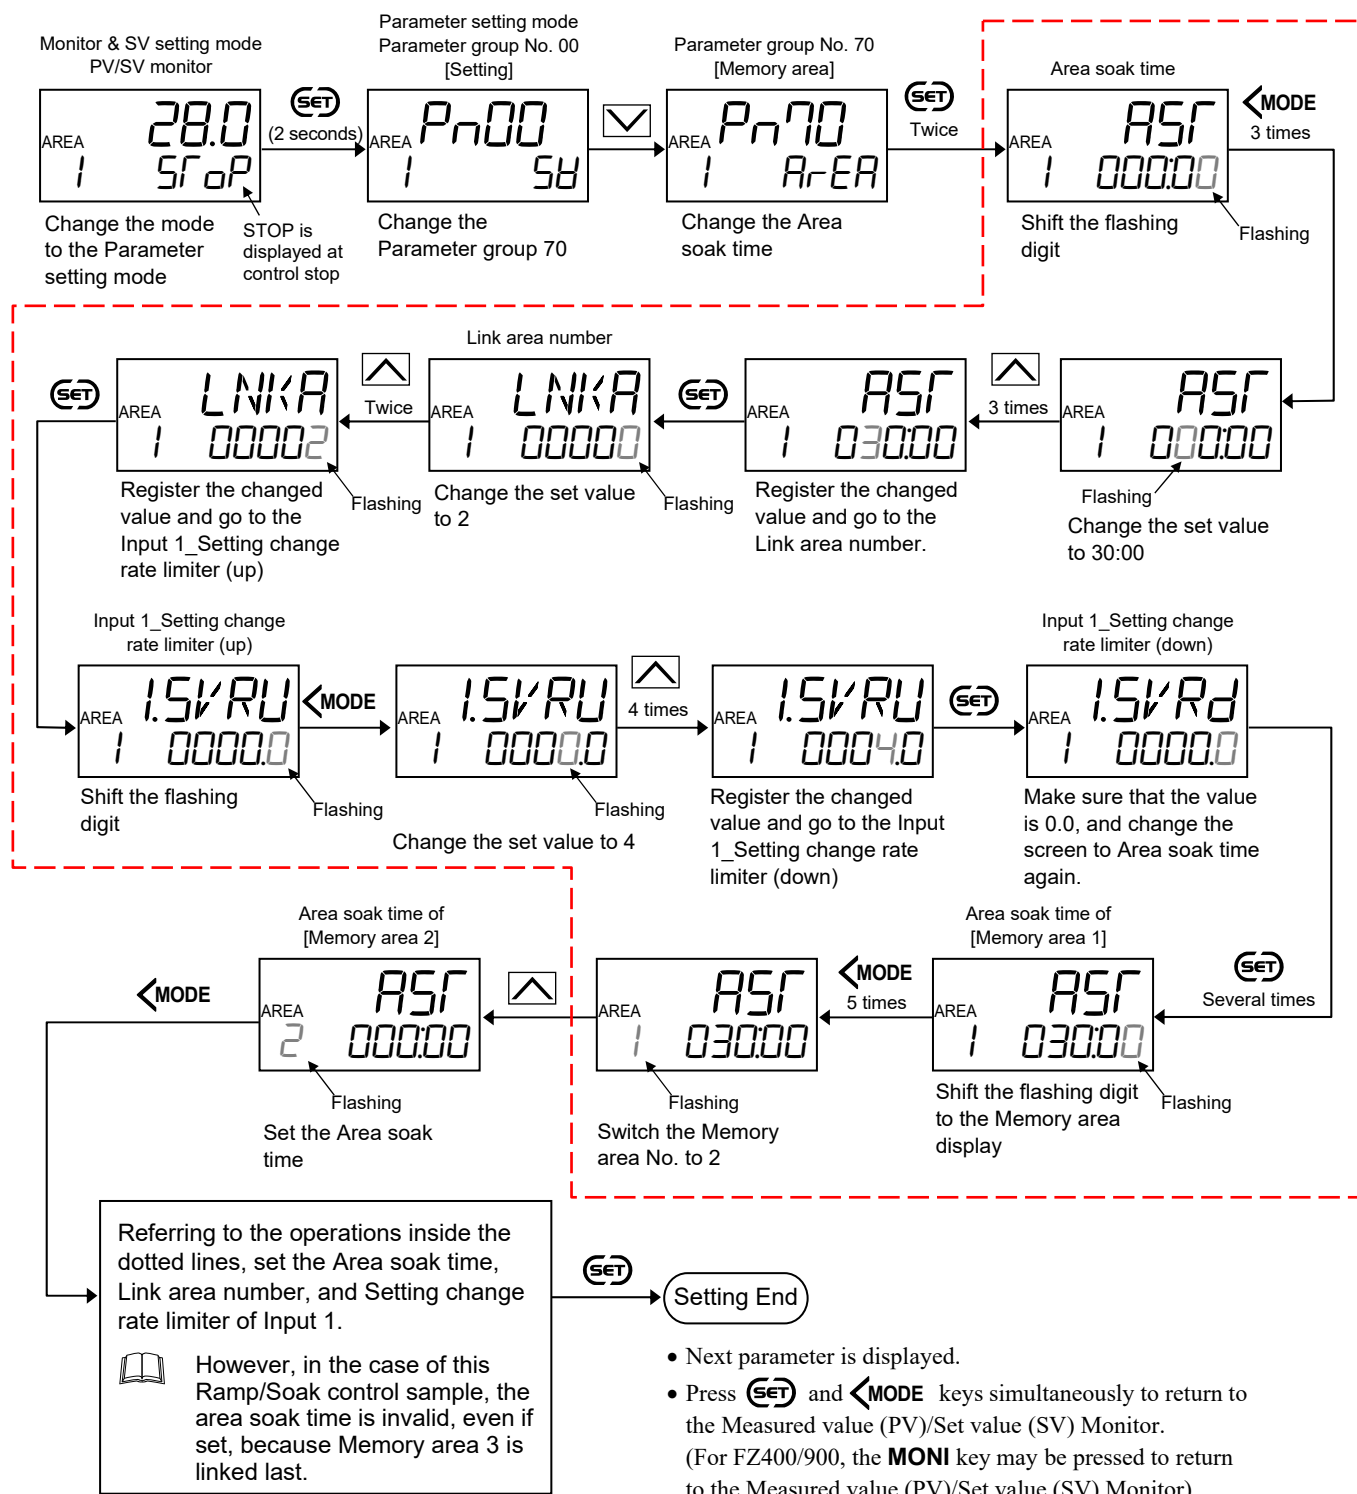 Monitor & SV setting mode
PV/SV monitor
AREA
28.0
1
SToP
Change the mode
to the Parameter
setting mode
STOP is
displayed at
control stop
SET
(2 seconds)
Parameter setting mode
Parameter group No. 00
[Setting]
AREA
Pn00
1
SV
Change the
Parameter group 70
Parameter group No. 70
[Memory area]
AREA
Pn70
1
ArEA
Change the Area
soak time
SET
Twice
Area soak time
AREA
AST
1
000:00
Shift the flashing
digit
Flashing
MODE
3 times
AREA
AST
1
000:00
Flashing
Change the set value
to 30:00
3 times
AREA
AST
1
030:00
Register the changed
value and go to the
Link area number.
SET
Link area number
AREA
LNKA
1
00000
Flashing
Change the set value
to 2
Twice
AREA
LNKA
1
00002
Flashing
Register the changed
value and go to the
Input 1_Setting change
rate limiter (up)
SET
Input 1_Setting change
rate limiter (up)
AREA
1.SVRU
1
0000.0
Shift the flashing
digit
Flashing
MODE
AREA
1.SVRU
1
0000.0
Flashing
Change the set value to 4
4 times
AREA
1.SVRU
1
0004.0
Register the changed
value and go to the Input
1_Setting change rate
limiter (down)
SET
Input 1_Setting change
rate limiter (down)
AREA
1.SVRd
1
0000.0
Make sure that the value
is 0.0, and change the
screen to Area soak time
again.
SET
Several times
Area soak time of
[Memory area 1]
AREA
AST
1
030:00
Shift the flashing digit
to the Memory area
display
Flashing
MODE
5 times
AREA
AST
1
030:00
Flashing
Switch the Memory
area No. to 2
Area soak time of
[Memory area 2]
AREA
AST
2
000:00
Flashing
Set the Area soak
time
MODE
Referring to the operations inside the
dotted lines, set the Area soak time,
Link area number, and Setting change
rate limiter of Input 1.
However, in the case of this
Ramp/Soak control sample, the
area soak time is invalid, even if
set, because Memory area 3 is
linked last.
SET
Setting End
• Next parameter is displayed.
• Press SET and MODE keys simultaneously to return to
the Measured value (PV)/Set value (SV) Monitor.
(For FZ400/900, the MONI key may be pressed to return
to the Measured value (PV)/Set value (SV) Monitor)